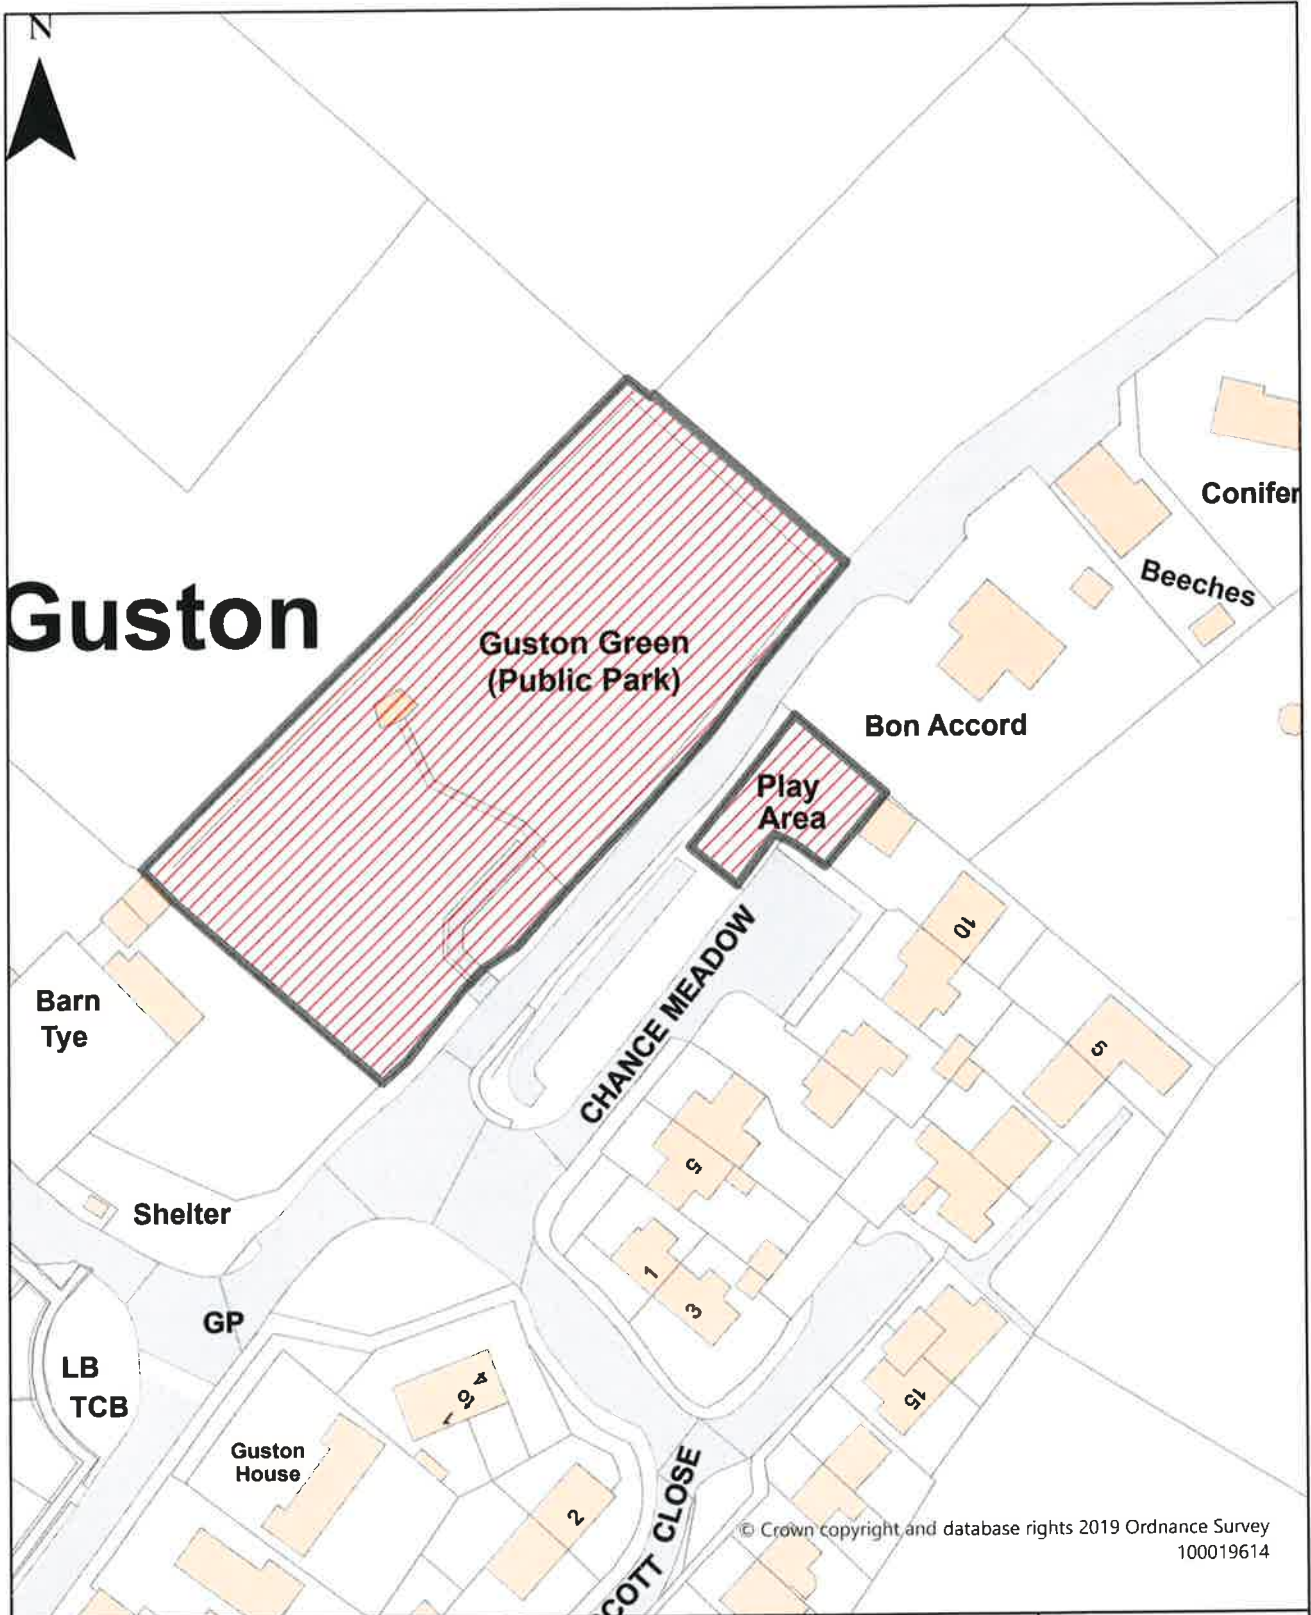 N
Conifer
Beeches
Guston
Guston Green
(Public Park)
Bon Accord
Play
Area
10
CHANCE MEADOW
Barn
Tye
5
5
Shelter
1
3
GP
LB
TCB
1 to 4
15
Guston
House
2
COTT CLOSE
© Crown copyright and database rights 2019 Ordnance Survey
100019614